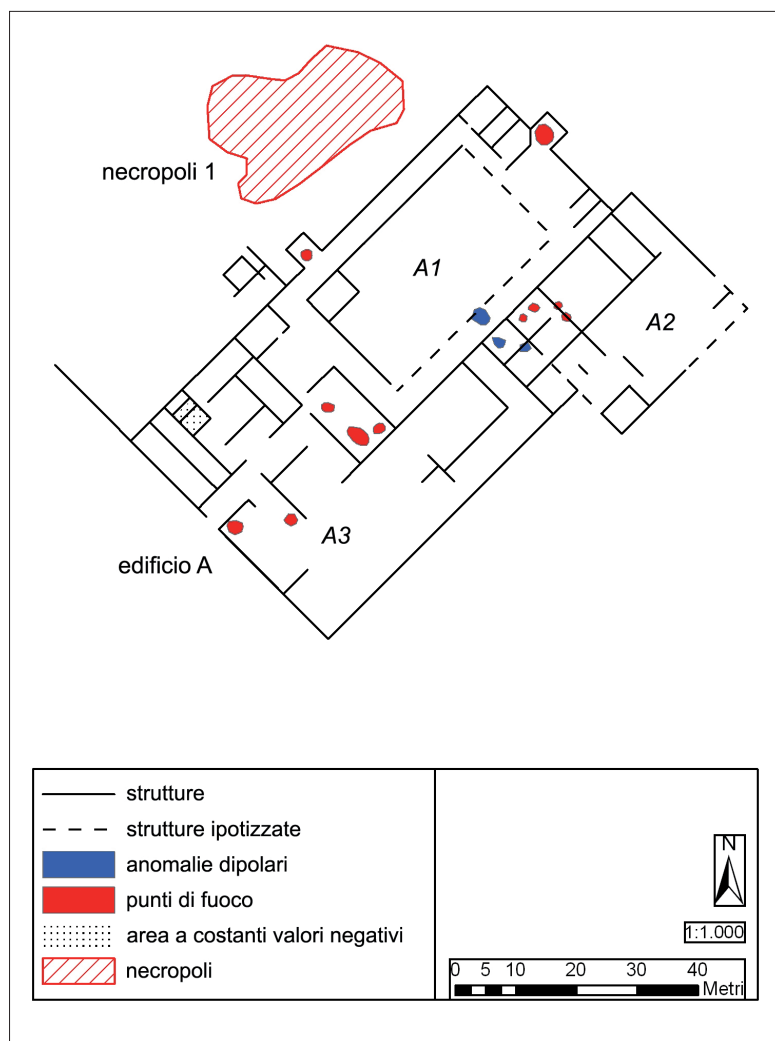 necropoli 1
A1
A2
A3
edificio A
strutture
strutture ipotizzate
anomalie dipolari
punti di fuoco
area a costanti valori negativi
necropoli
N
1:1.000
0 5 10 20 30 40
Metri